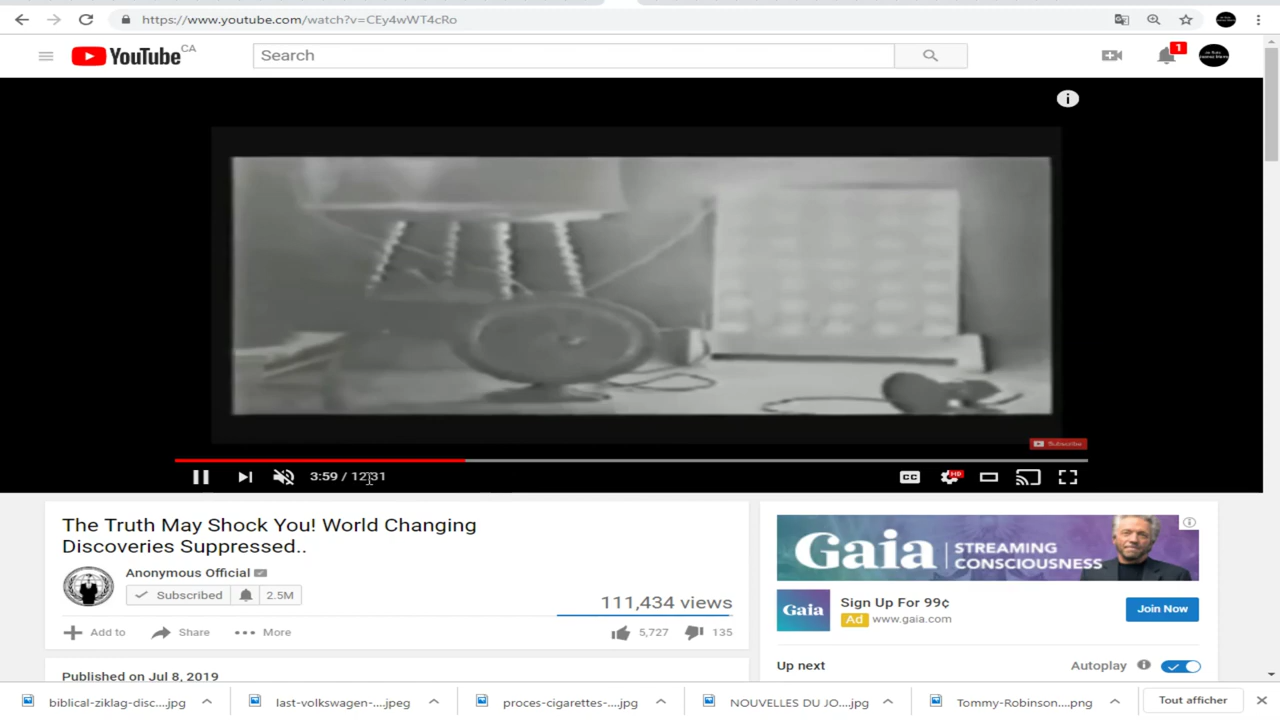 https://www.youtube.com/watch?v=CEy4wWT4cRo
YouTube CA
Search
1
i
Subscribe
3:59 / 12:31
CC
HD
The Truth May Shock You! World Changing
Discoveries Suppressed..
Anonymous Official
Subscribed 2.5M
111,434 views
Add to Share More 5,727 135
Published on Jul 8, 2019
Gaia STREAMING
CONSCIOUSNESS
Gaia
Sign Up For 99¢
Ad www.gaia.com
Join Now
Up next Autoplay
biblical-ziklag-disc....jpg
last-volkswagen-....jpeg
proces-cigarettes-....jpg
NOUVELLES DU JO....jpg
Tommy-Robinson....png
Tout afficher